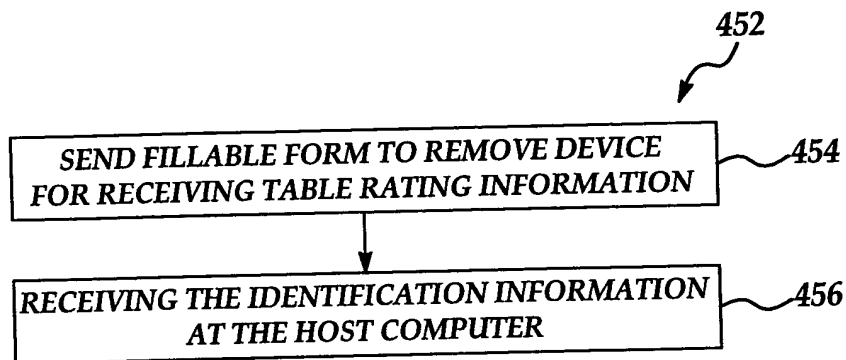 452
SEND FILLABLE FORM TO REMOVE DEVICE
FOR RECEIVING TABLE RATING INFORMATION
454
RECEIVING THE IDENTIFICATION INFORMATION
AT THE HOST COMPUTER
456